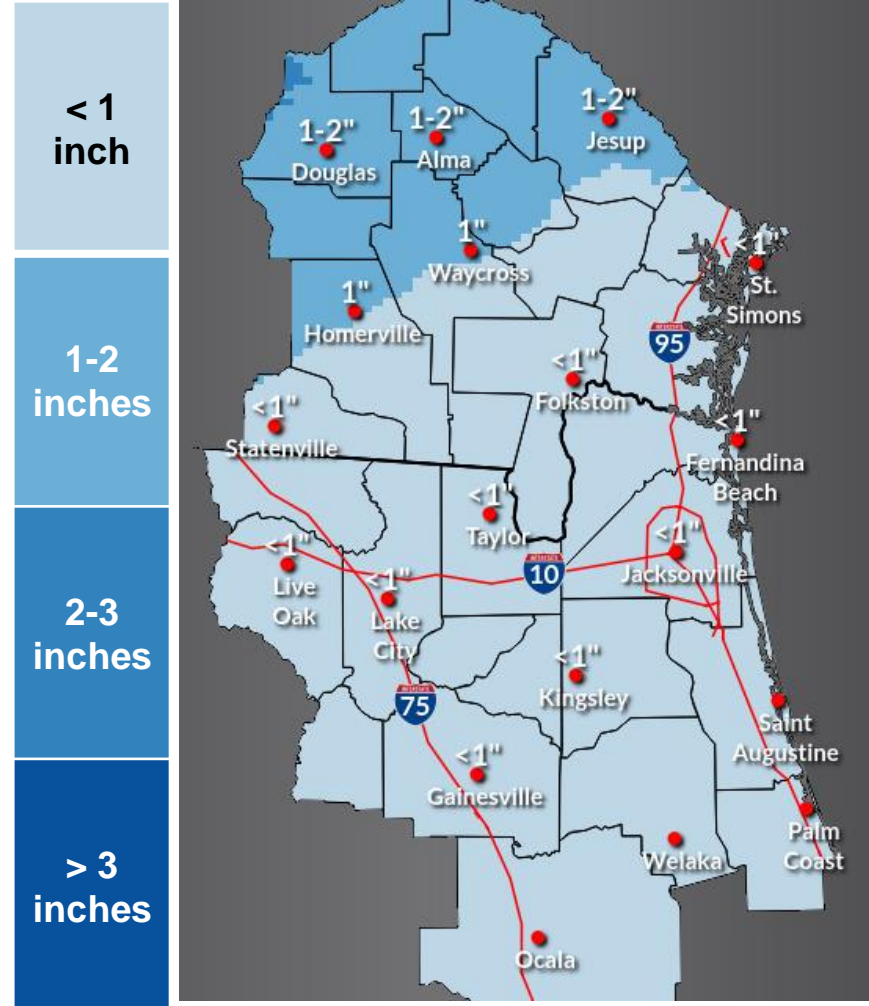 < 1
inch
1-2
inches
2-3
inches
> 3
inches
1-2"
Douglas
1-2"
Alma
1-2"
Jesup
1"
Waycross
<1"
St.
Simons
1"
Homerville
95
<1"
Folkston
<1"
Statenville
<1"
Fernandina
Beach
<1"
Taylor
<1"
Jacksonville
<1"
Live
Oak
10
<1"
Lake
City
<1"
Kingsley
75
Saint
Augustine
<1"
Gainesville
Palm
Coast
Welaka
Ocala